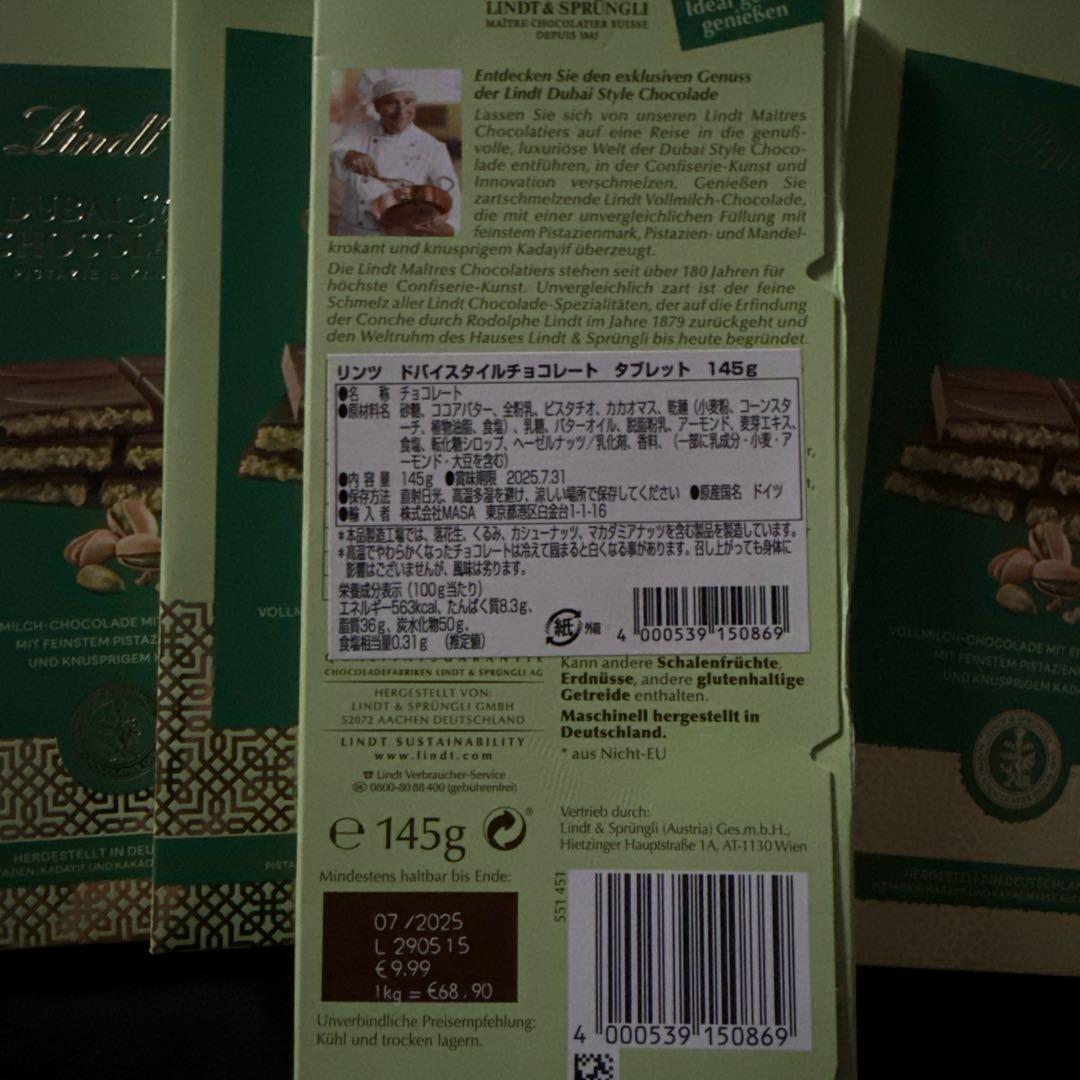 LINDT & SPRÜNGLI
MAÎTRE CHOCOLATIER SUISSE
DEPUIS 1845
Ideal
genießen
Entdecken Sie den exklusiven Genuss
der Lindt Dubai Style Chocolade
Lassen Sie sich von unseren Lindt Maîtres
Chocolatiers auf eine Reise in die genuß-
volle, luxuriöse Welt der Dubai Style Choco-
lade entführen, in der Confiserie-Kunst und
Innovation verschmelzen. Genießen Sie
zartschmelzende Lindt Vollmilch-Chocolade,
die mit einer unvergleichlichen Füllung mit
feinstem Pistazienmark, Pistazien- und Mandel-
krokant und knusprigem Kadayif überzeugt.
Die Lindt Maîtres Chocolatiers stehen seit über 180 Jahren für
höchste Confiserie-Kunst. Unvergleichlich zart ist der feine
Schmelz aller Lindt Chocolade-Spezialitäten, der auf die Erfindung
der Conche durch Rodolphe Lindt im Jahre 1879 zurückgeht und
den Weltruhm des Hauses Lindt & Sprüngli bis heute begründet.
リンツ ドバイスタイルチョコレート タブレット 145g
●名 称 チョコレート
●原材料名 砂糖、ココアバター、全粉乳、ピスタチオ、カカオマス、乾麺（小麦粉、コーンスタ
ーチ、植物油脂、食塩）、乳糖、バターオイル、脱脂粉乳、アーモンド、麦芽エキス、
食塩、転化糖シロップ、ヘーゼルナッツ/乳化剤、香料、（一部に乳成分・小麦・ア
ーモンド・大豆を含む）
●内 容 量 145g ●賞味期限 2025.7.31
●保存方法 直射日光、高温多湿を避け、涼しい場所で保存してください ●原産国名 ドイツ
●輸 入 者 株式会社MASA 東京都港区白金台1-1-16
*本品製造工場では、落花生、くるみ、カシューナッツ、マカダミアナッツを含む製品を製造しています。
*高温でやわらかくなったチョコレートは冷えて固まると白くなる事があります。召し上がっても身体に
影響はございませんが、風味は劣ります。
栄養成分表示（100g当たり）
エネルギー563kcal、たんぱく質8.3g、
脂質36g、炭水化物50g、
食塩相当量0.31g （推定値）
紙 外箱
4 000539 150869
CHOCOLADEFABRIKEN LINDT & SPRÜNGLI AG
HERGESTELLT VON:
LINDT & SPRÜNGLI GMBH
52072 AACHEN DEUTSCHLAND
LINDT SUSTAINABILITY
www.lindt.com
☎ Lindt Verbraucher-Service
0800-80 88 400 (gebührenfrei)
Kann andere Schalenfrüchte,
Erdnüsse, andere glutenhaltige
Getreide enthalten.
Maschinell hergestellt in
Deutschland.
* aus Nicht-EU
℮ 145g
Vertrieb durch:
Lindt & Sprüngli (Austria) Ges.m.b.H.,
Hietzinger Hauptstraße 1A, AT-1130 Wien
Mindestens haltbar bis Ende:
07/2025
L 290515
€9.99
1kg = €68,90
Unverbindliche Preisempfehlung:
Kühl und trocken lagern.
551 451
4 000539 150869
Lindt
DUBAI
PISTAZIE &
MILCH-CHOCOLADE MI
MIT FEINSTEM PISTAZ
UND KNUSPRIGEM
HERGESTELLT IN DEU
VOLLM
PISTA
VOLLMILCH-CHOCOLADE MIT EI
MIT FEINSTEM PISTAZIEN
UND KNUSPRIGEM KADA
HERGESTELLT IN DEUTSCHLAN